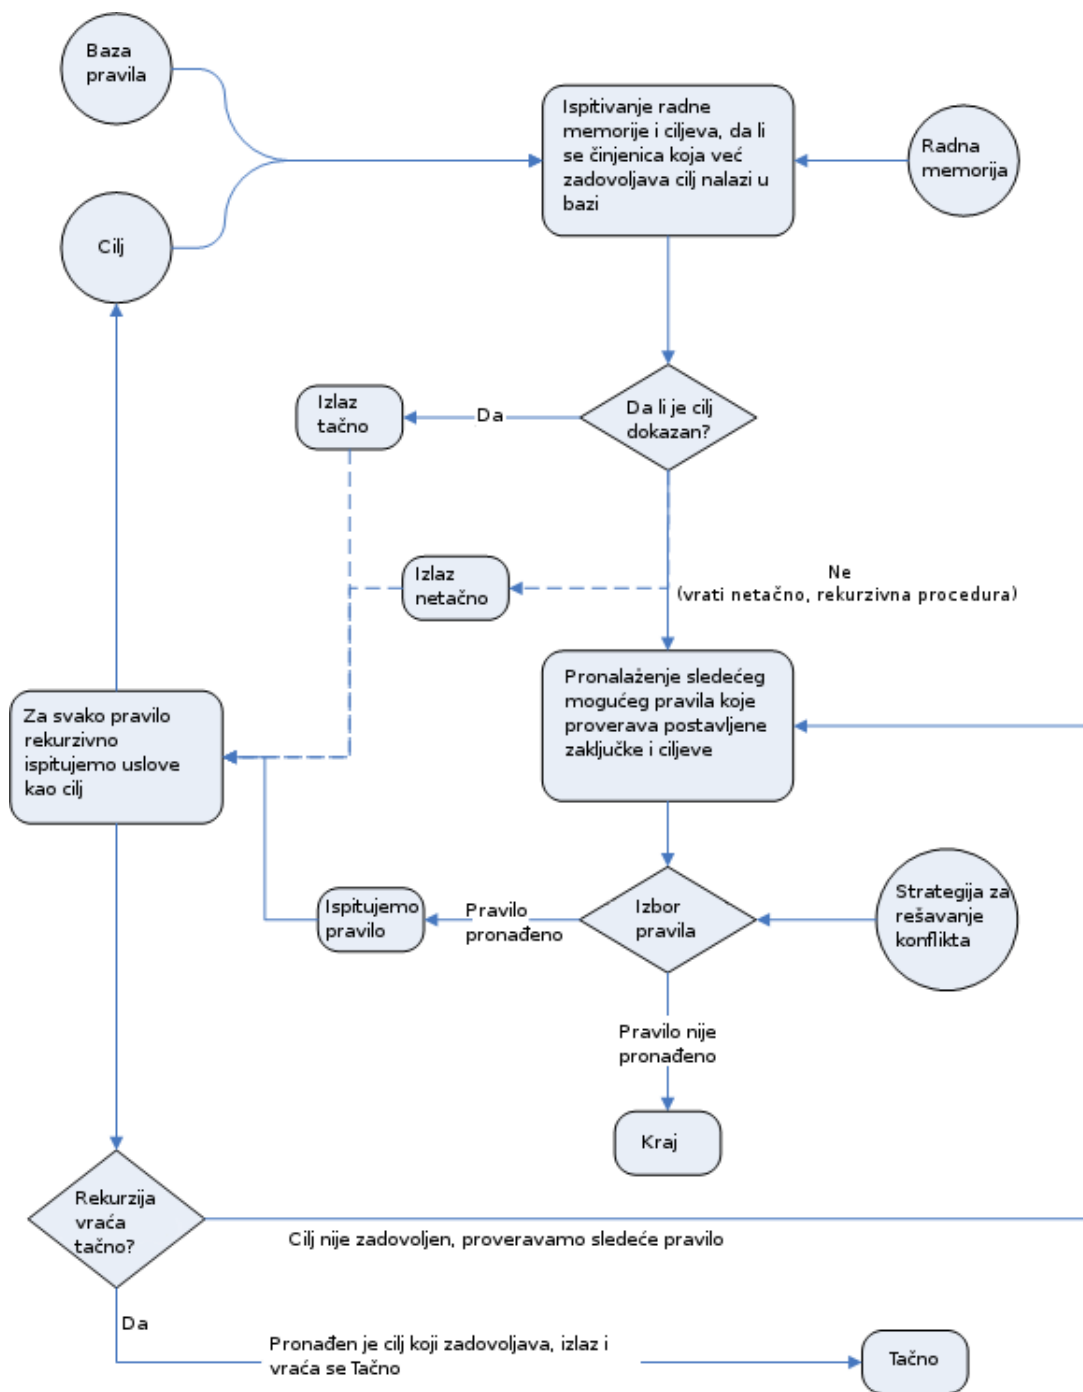 Baza
pravila
Ispitivanje radne
memorije i ciljeva, da li
se činjenica koja već
zadovoljava cilj nalazi u
bazi
Radna
memorija
Cilj
Izlaz
tačno
Da
Da li je cilj
dokazan?
Izlaz
netačno
Ne
(vrati netačno, rekurzivna procedura)
Pronalaženje sledećeg
mogućeg pravila koje
proverava postavljene
zaključke i ciljeve
Za svako pravilo
rekurzivno
ispitujemo uslove
kao cilj
Ispitujemo
pravilo
Pravilo
pronađeno
Izbor
pravila
Strategija za
rešavanje
konflikta
Pravilo nije
pronađeno
Kraj
Rekurzija
vraća
tačno?
Cilj nije zadovoljen, proveravamo sledeće pravilo
Da
Pronađen je cilj koji zadovoljava, izlaz i
vraća se Tačno
Tačno